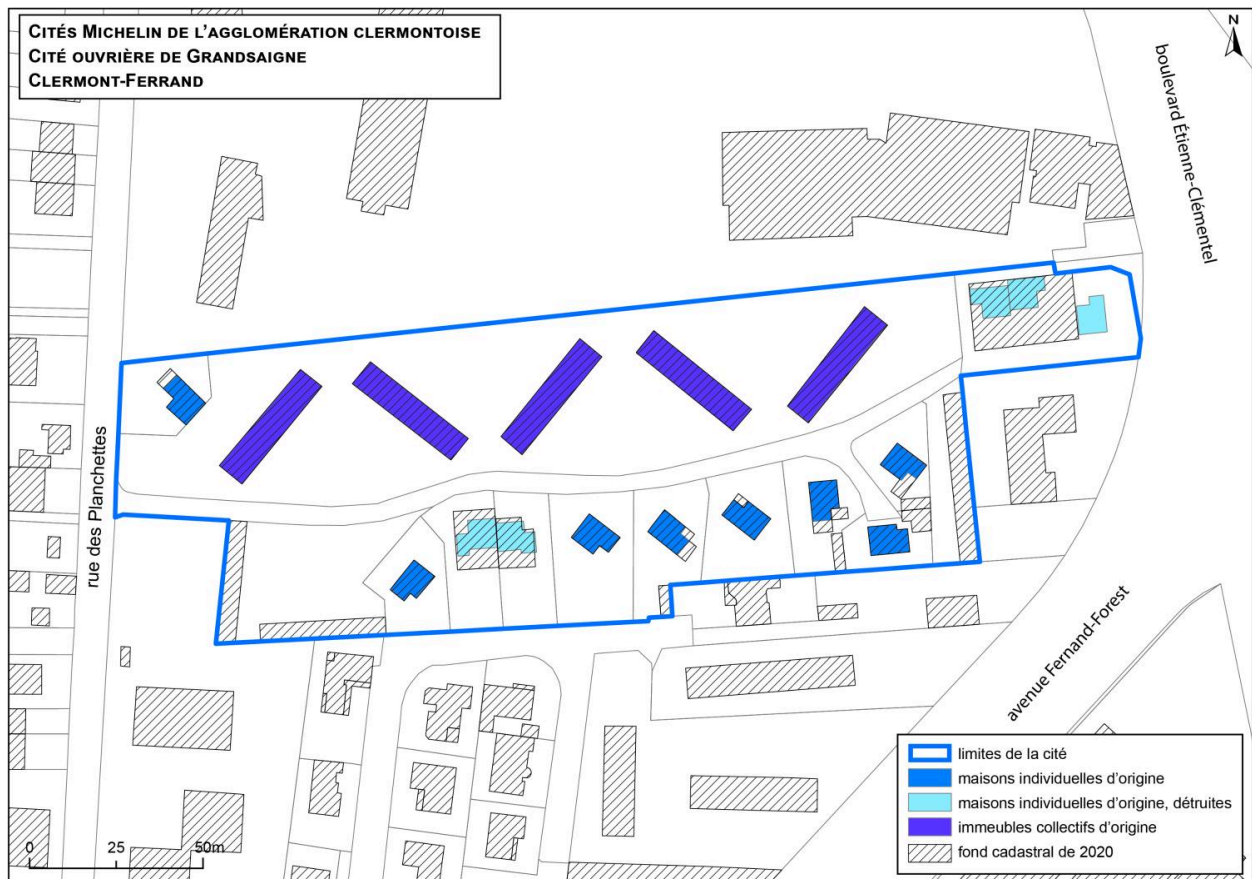 CITÉS MICHELIN DE L'AGGLOMÉRATION CLERMONTOISE
CITÉ OUVRIÈRE DE GRANDSAIGNE
CLERMONT-FERRAND
N
boulevard Étienne-Clémentel
rue des Planchettes
avenue Fernand-Forest
limites de la cité
maisons individuelles d'origine
maisons individuelles d'origine, détruites
immeubles collectifs d'origine
fond cadastral de 2020
0 25 50m